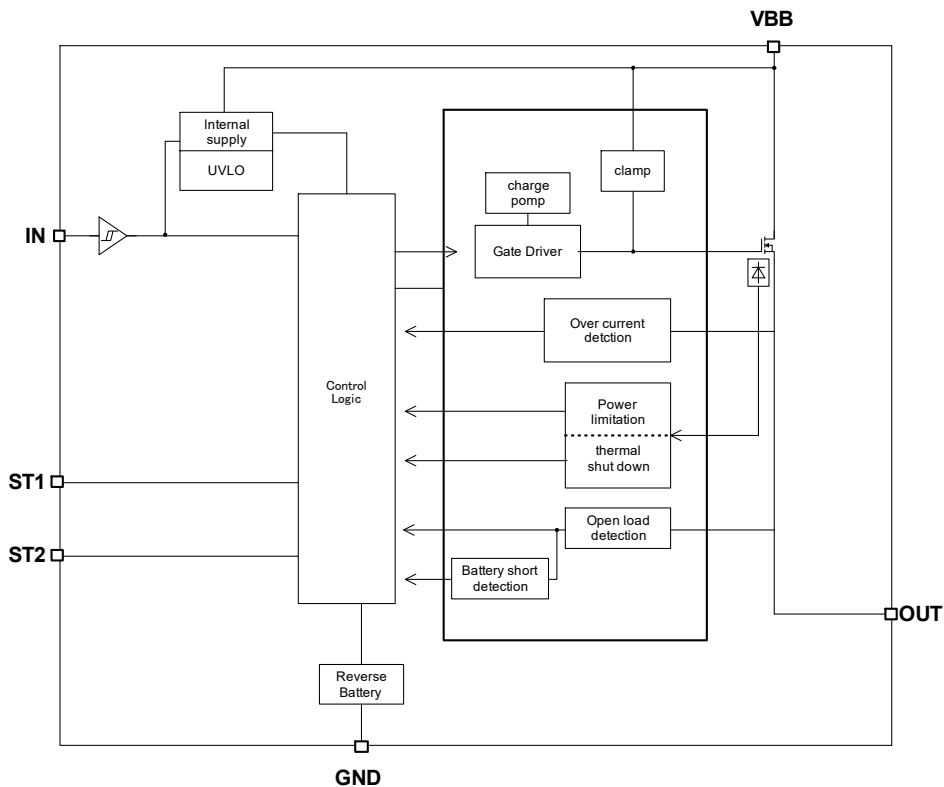 VBB
Internal
supply
UVLO
clamp
charge
pomp
IN
Gate Driver
Over current
detction
Control
Logic
Power
limitation
thermal
shut down
ST1
Open load
detection
ST2
Battery short
detection
OUT
Reverse
Battery
GND